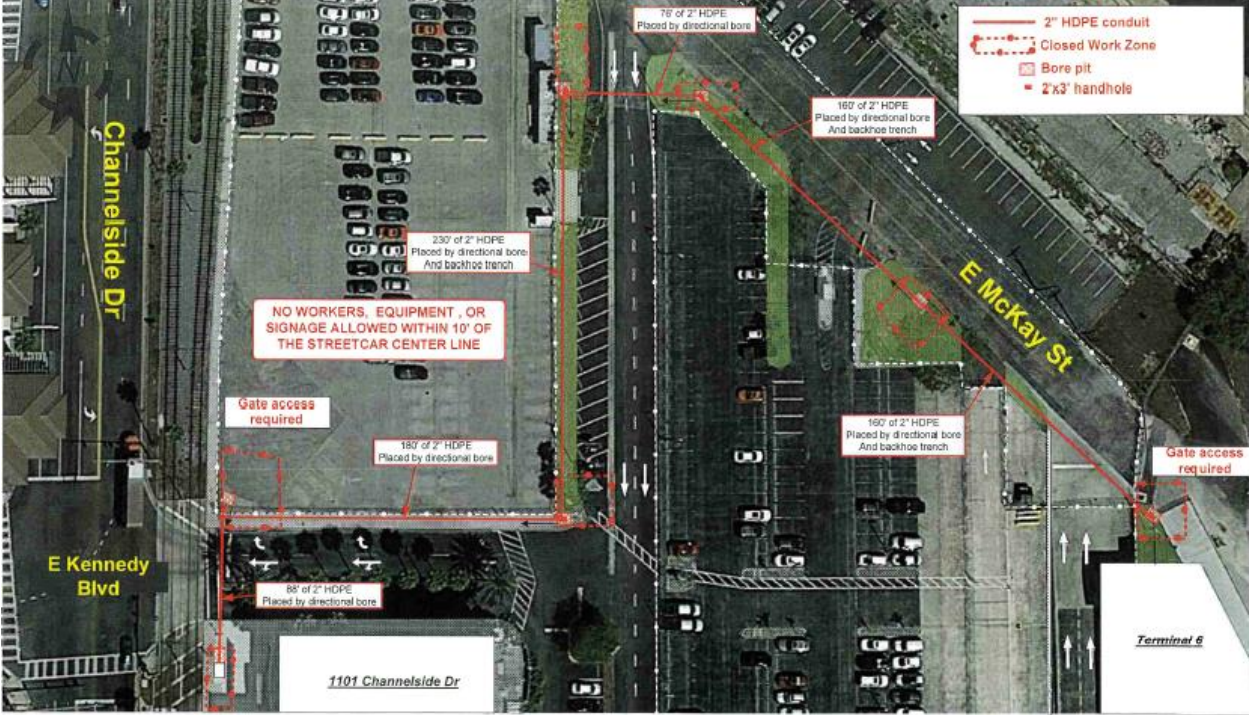 76' of 2" HDPE
Placed by directional bore
2" HDPE conduit
Closed Work Zone
Bore pit
2'x3' handhole
N
Channelside Dr
160' of 2" HDPE
Placed by directional bore
And backhoe trench
230' of 2" HDPE
Placed by directional bore
And backhoe trench
NO WORKERS, EQUIPMENT , OR
SIGNAGE ALLOWED WITHIN 10' OF
THE STREETCAR CENTER LINE
E McKay St
Gate access
required
180' of 2" HDPE
Placed by directional bore
160' of 2" HDPE
Placed by directional bore
And backhoe trench
Gate access
required
E Kennedy
Blvd
88' of 2" HDPE
Placed by directional bore
1101 Channelside Dr
Terminal 6